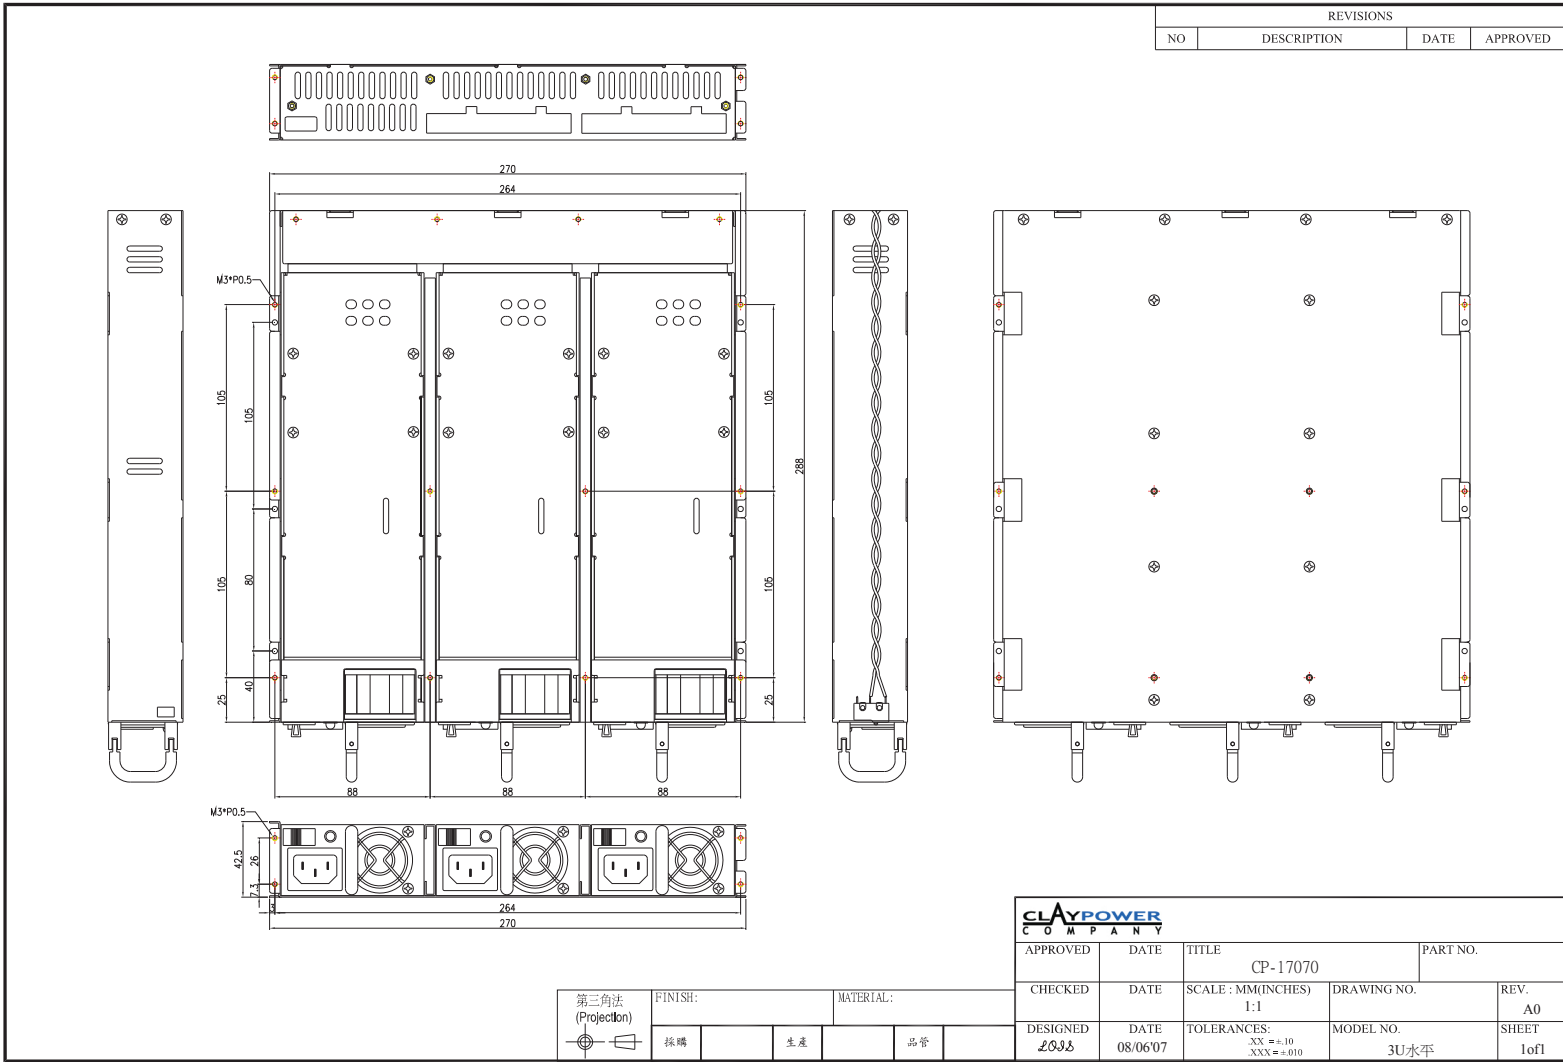 REVISIONS
NO DESCRIPTION DATE APPROVED
270
264
M3*P0.5
105
105
105
288
105
80
105
40
25
25
88 88 88
M3*P0.5
42.5
26
7.3
3
264
270
CLAYPOWER
COMPANY
APPROVED DATE TITLE PART NO.
CP-17070
CHECKED DATE SCALE : MM(INCHES) DRAWING NO. REV.
1:1 A0
DESIGNED DATE TOLERANCES: MODEL NO. SHEET
LOIS 08/06'07 .XX = ±.10 3U水平 1of1
.XXX = ±.010
第三角法 FINISH: MATERIAL:
(Projection)
採購 生產 品管